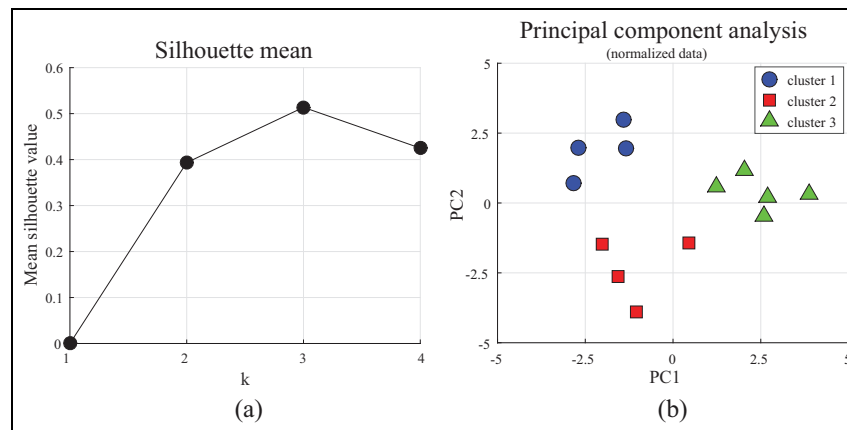 Silhouette mean
0.6
0.5
0.4
0.3
0.2
0.1
0
Mean silhouette value
1 2 3 4
k
(a)
Principal component analysis
(normalized data)
cluster 1
cluster 2
cluster 3
5
2.5
0
-2.5
-5
PC2
-5 -2.5 0 2.5 5
PC1
(b)